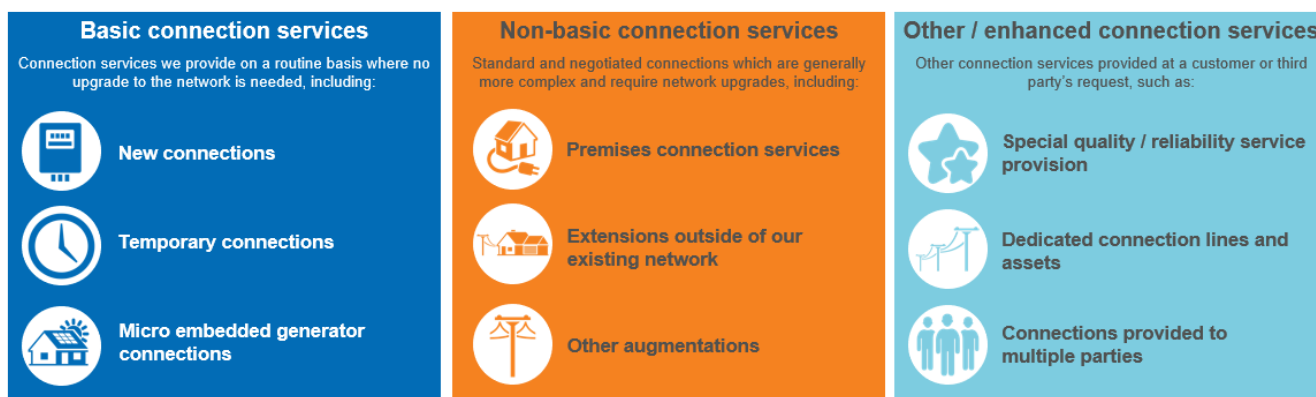 Basic connection services
Connection services we provide on a routine basis where no
upgrade to the network is needed, including:
New connections
Temporary connections
Micro embedded generator
connections
Non-basic connection services
Standard and negotiated connections which are generally
more complex and require network upgrades, including:
Premises connection services
Extensions outside of our
existing network
Other augmentations
Other / enhanced connection services
Other connection services provided at a customer or third
party's request, such as:
Special quality / reliability service
provision
Dedicated connection lines and
assets
Connections provided to
multiple parties